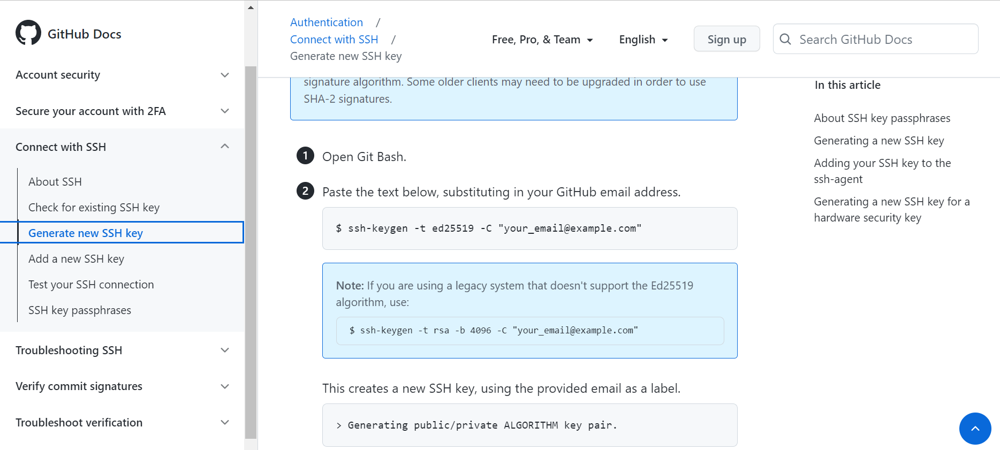 GitHub Docs
Account security
Secure your account with 2FA
Connect with SSH
About SSH
Check for existing SSH key
Generate new SSH key
Add a new SSH key
Test your SSH connection
SSH key passphrases
Troubleshooting SSH
Verify commit signatures
Troubleshoot verification
Authentication /
Connect with SSH /
Generate new SSH key
Free, Pro, & Team
English
Sign up
Search GitHub Docs
signature algorithm. Some older clients may need to be upgraded in order to use
SHA-2 signatures.
1 Open Git Bash.
2 Paste the text below, substituting in your GitHub email address.
$ ssh-keygen -t ed25519 -C "your_email@example.com"
Note: If you are using a legacy system that doesn't support the Ed25519
algorithm, use:
$ ssh-keygen -t rsa -b 4096 -C "your_email@example.com"
This creates a new SSH key, using the provided email as a label.
> Generating public/private ALGORITHM key pair.
In this article
About SSH key passphrases
Generating a new SSH key
Adding your SSH key to the
ssh-agent
Generating a new SSH key for a
hardware security key